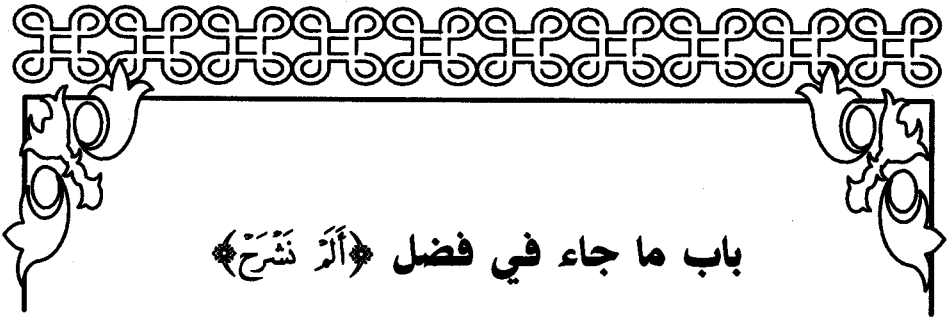 باب ما جاء في فضل ﴿أَلَمْ نَشْرَحْ﴾